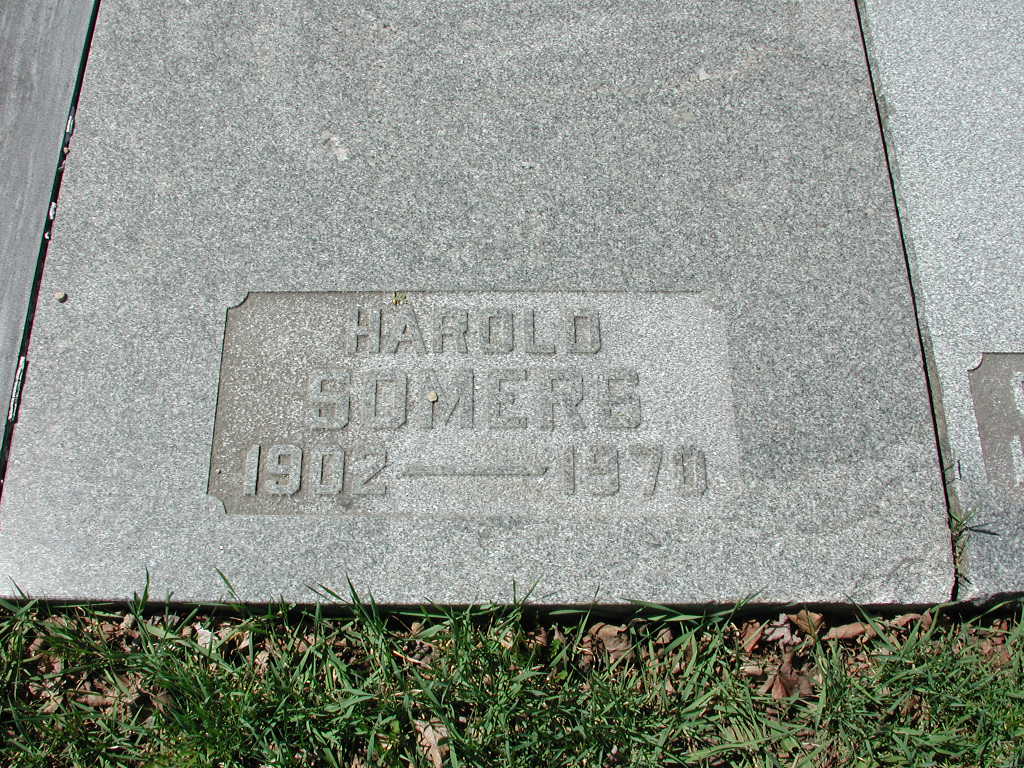 HAROLD
SOMERS
1902 — 1970